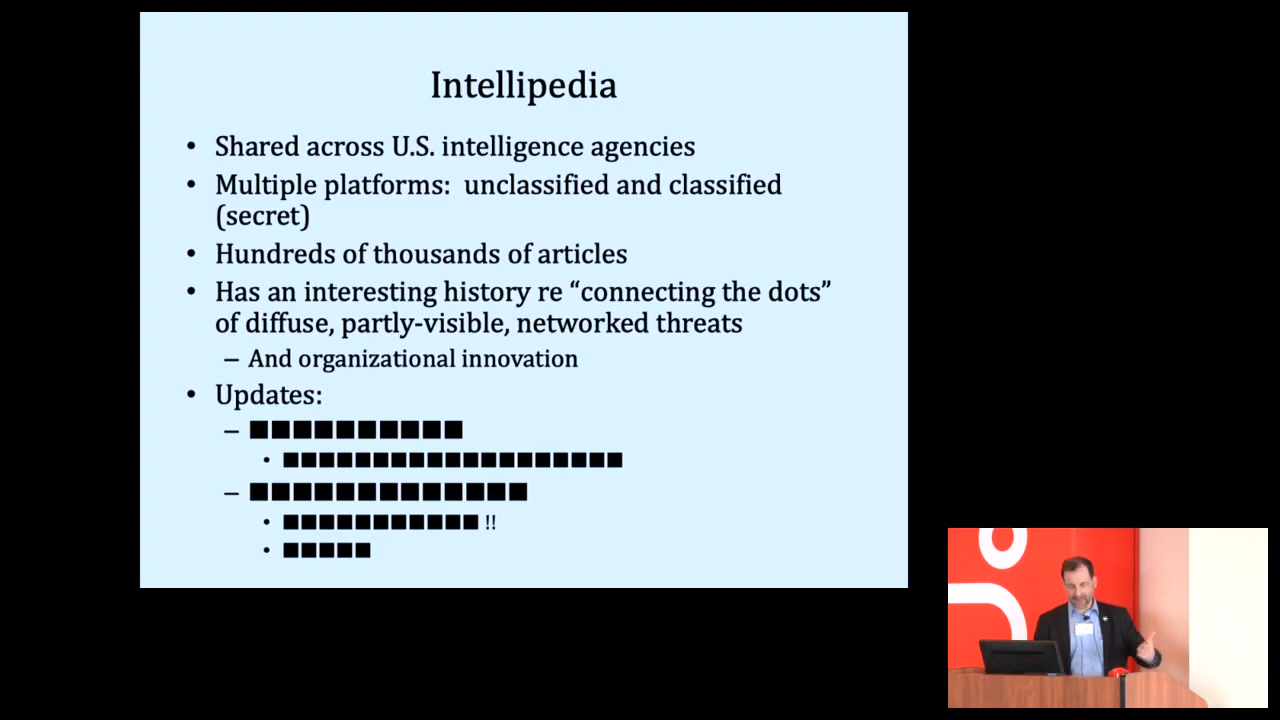 Intellipedia
• Shared across U.S. intelligence agencies
• Multiple platforms:  unclassified and classified
(secret)
• Hundreds of thousands of articles
• Has an interesting history re “connecting the dots”
of diffuse, partly-visible, networked threats
– And organizational innovation
• Updates:
– ■■■■■■■■■■
• ■■■■■■■■■■■■■■■■■■■
– ■■■■■■■■■■■■■
• ■■■■■■■■■■■ !!
• ■■■■■